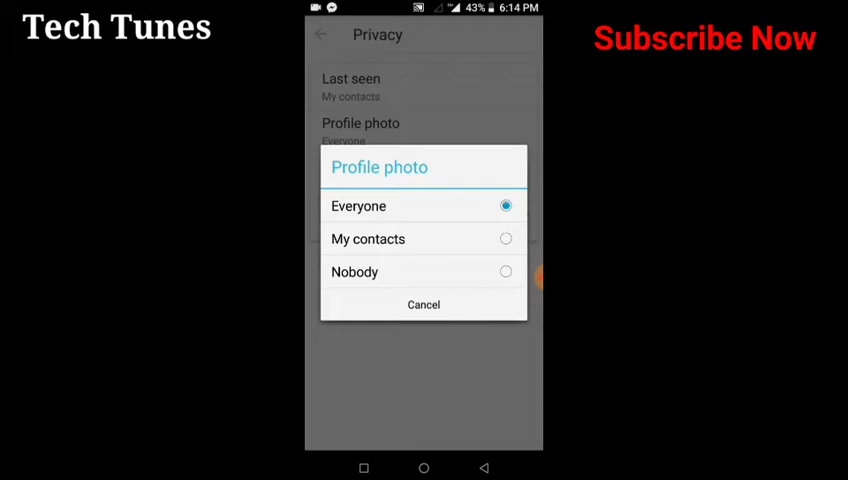 Tech Tunes
Subscribe Now
43% 6:14 PM
Privacy
Last seen
My contacts
Profile photo
Everyone
Profile photo
Everyone
My contacts
Nobody
Cancel